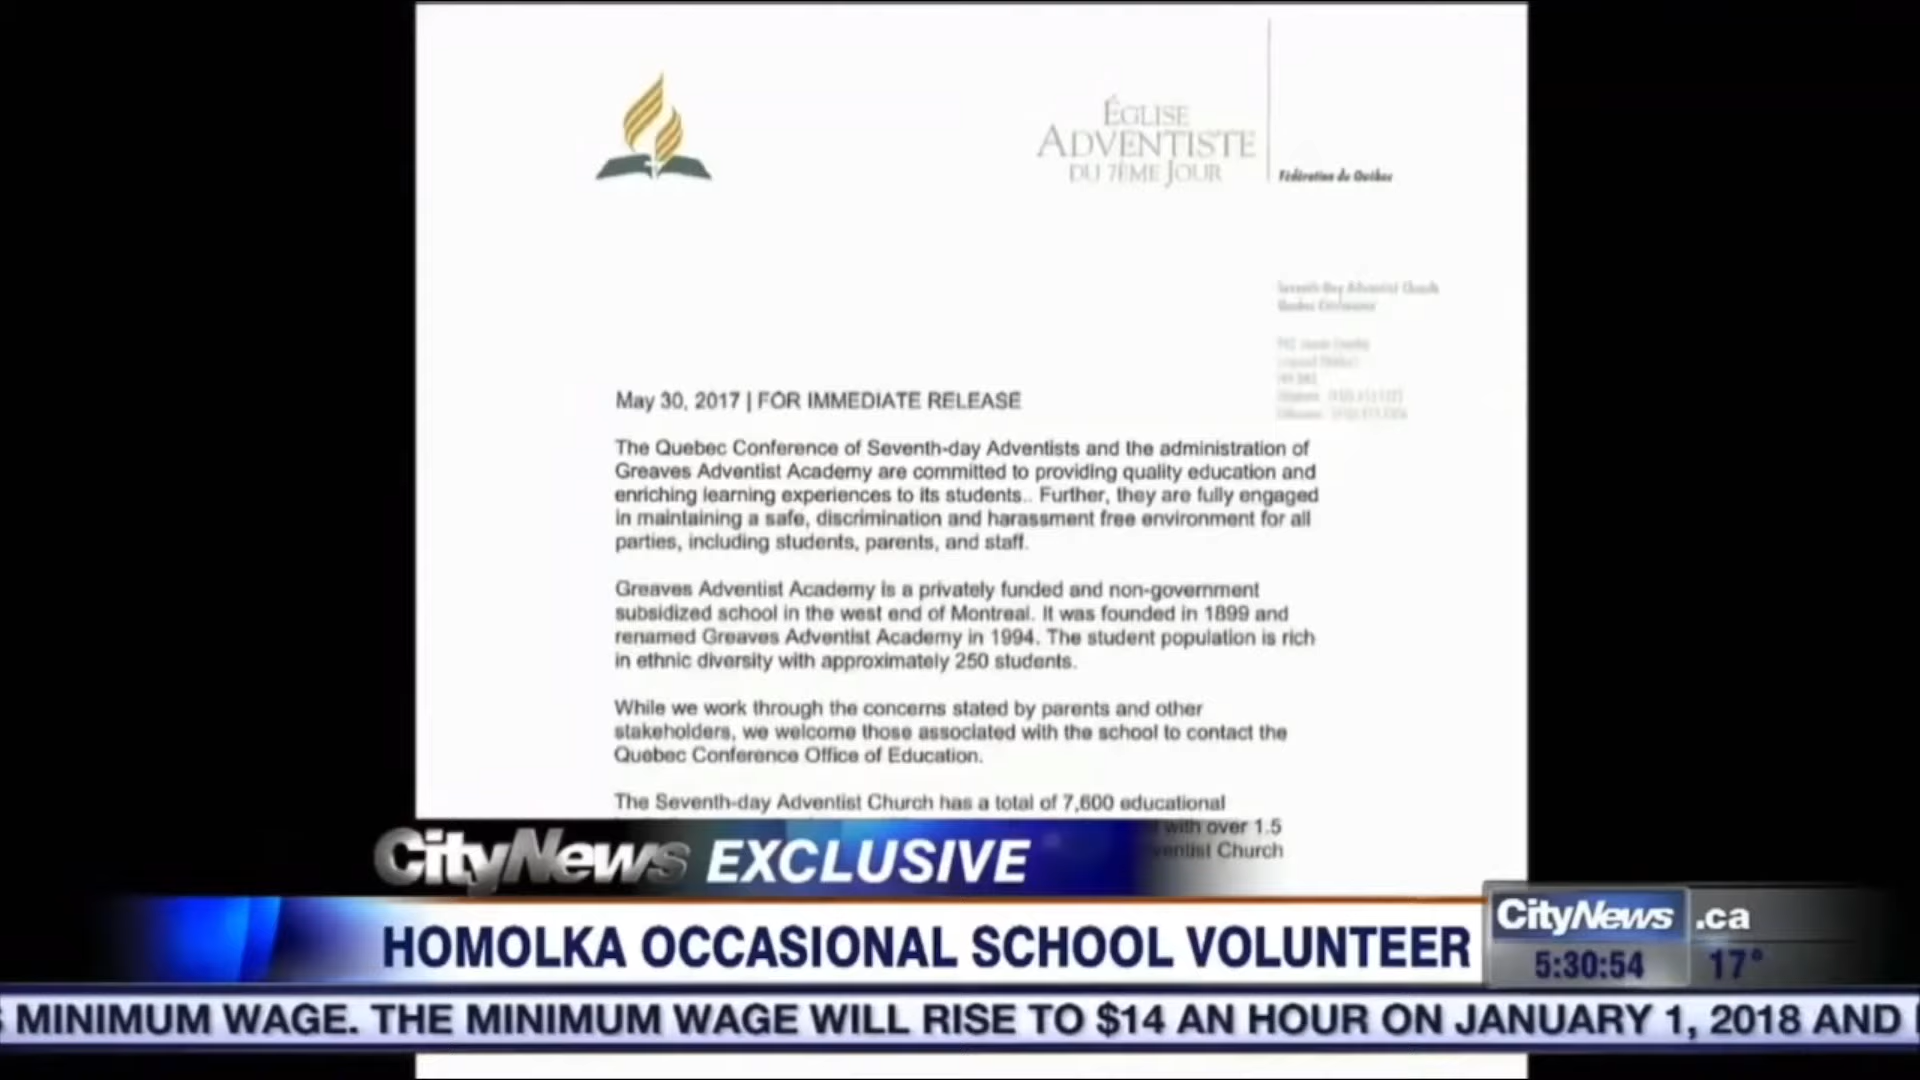 ÉGLISE
ADVENTISTE
DU 7ÈME JOUR
Fédération du Québec
Seventh-Day Adventist Church
Quebec Conference
May 30, 2017 | FOR IMMEDIATE RELEASE
The Quebec Conference of Seventh-day Adventists and the administration of
Greaves Adventist Academy are committed to providing quality education and
enriching learning experiences to its students.. Further, they are fully engaged
in maintaining a safe, discrimination and harassment free environment for all
parties, including students, parents, and staff.
Greaves Adventist Academy is a privately funded and non-government
subsidized school in the west end of Montreal. It was founded in 1899 and
renamed Greaves Adventist Academy in 1994. The student population is rich
in ethnic diversity with approximately 250 students.
While we work through the concerns stated by parents and other
stakeholders, we welcome those associated with the school to contact the
Quebec Conference Office of Education.
The Seventh-day Adventist Church has a total of 7,600 educational
with over 1.5
Church
CityNews EXCLUSIVE
HOMOLKA OCCASIONAL SCHOOL VOLUNTEER
CityNews.ca
5:30:54 17°
MINIMUM WAGE. THE MINIMUM WAGE WILL RISE TO $14 AN HOUR ON JANUARY 1, 2018 AND